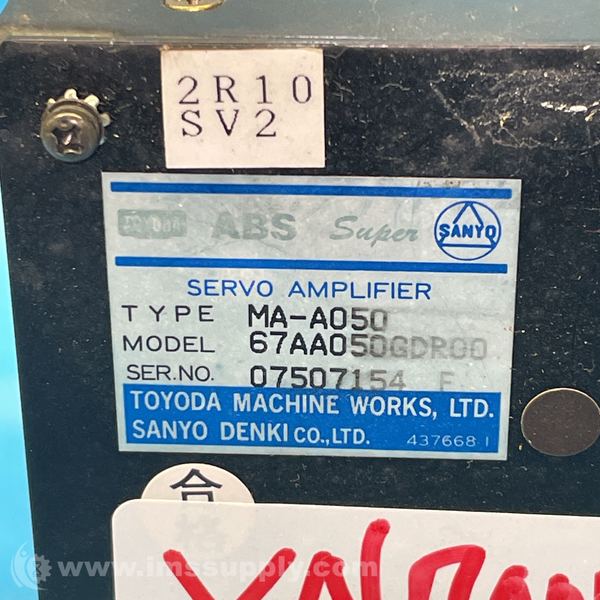 2R10
SV2
ABS Super SANYO
SERVO AMPLIFIER
TYPE MA-A050
MODEL 67AA050GDR00
SER.NO. 07507154 F
TOYODA MACHINE WORKS, LTD.
SANYO DENKI CO., LTD. 437668-1
合
www.imssupply.com